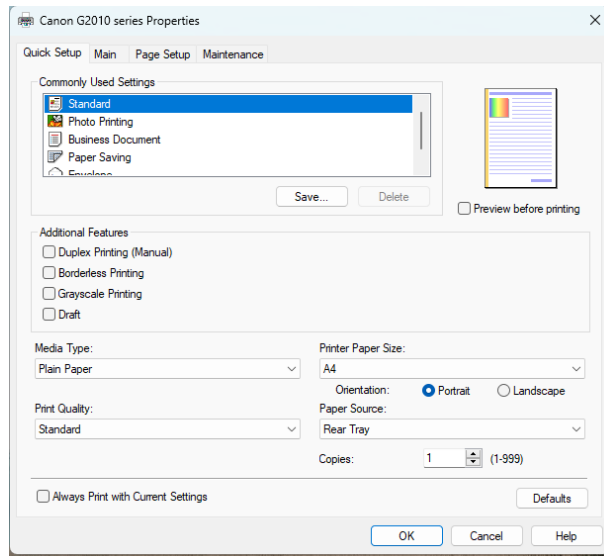 Canon G2010 series Properties
Quick Setup Main Page Setup Maintenance
Commonly Used Settings
Standard
Photo Printing
Business Document
Paper Saving
Envelope
Save... Delete
Preview before printing
Additional Features
Duplex Printing (Manual)
Borderless Printing
Grayscale Printing
Draft
Media Type: Printer Paper Size:
Plain Paper A4
Orientation: Portrait Landscape
Print Quality: Paper Source:
Standard Rear Tray
Copies: 1 (1-999)
Always Print with Current Settings Defaults
OK Cancel Help